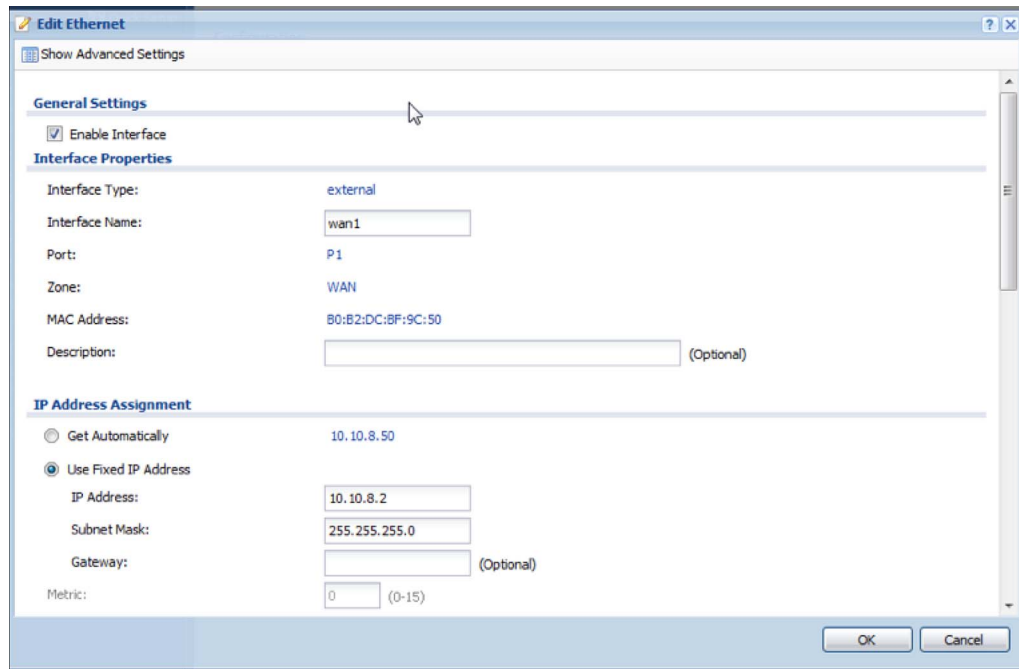 Edit Ethernet
Show Advanced Settings
General Settings
Enable Interface
Interface Properties
Interface Type: external
Interface Name: wan1
Port: P1
Zone: WAN
MAC Address: B0:B2:DC:BF:9C:50
Description: (Optional)
IP Address Assignment
Get Automatically 10.10.8.50
Use Fixed IP Address
IP Address: 10.10.8.2
Subnet Mask: 255.255.255.0
Gateway: (Optional)
Metric: 0 (0-15)
OK Cancel